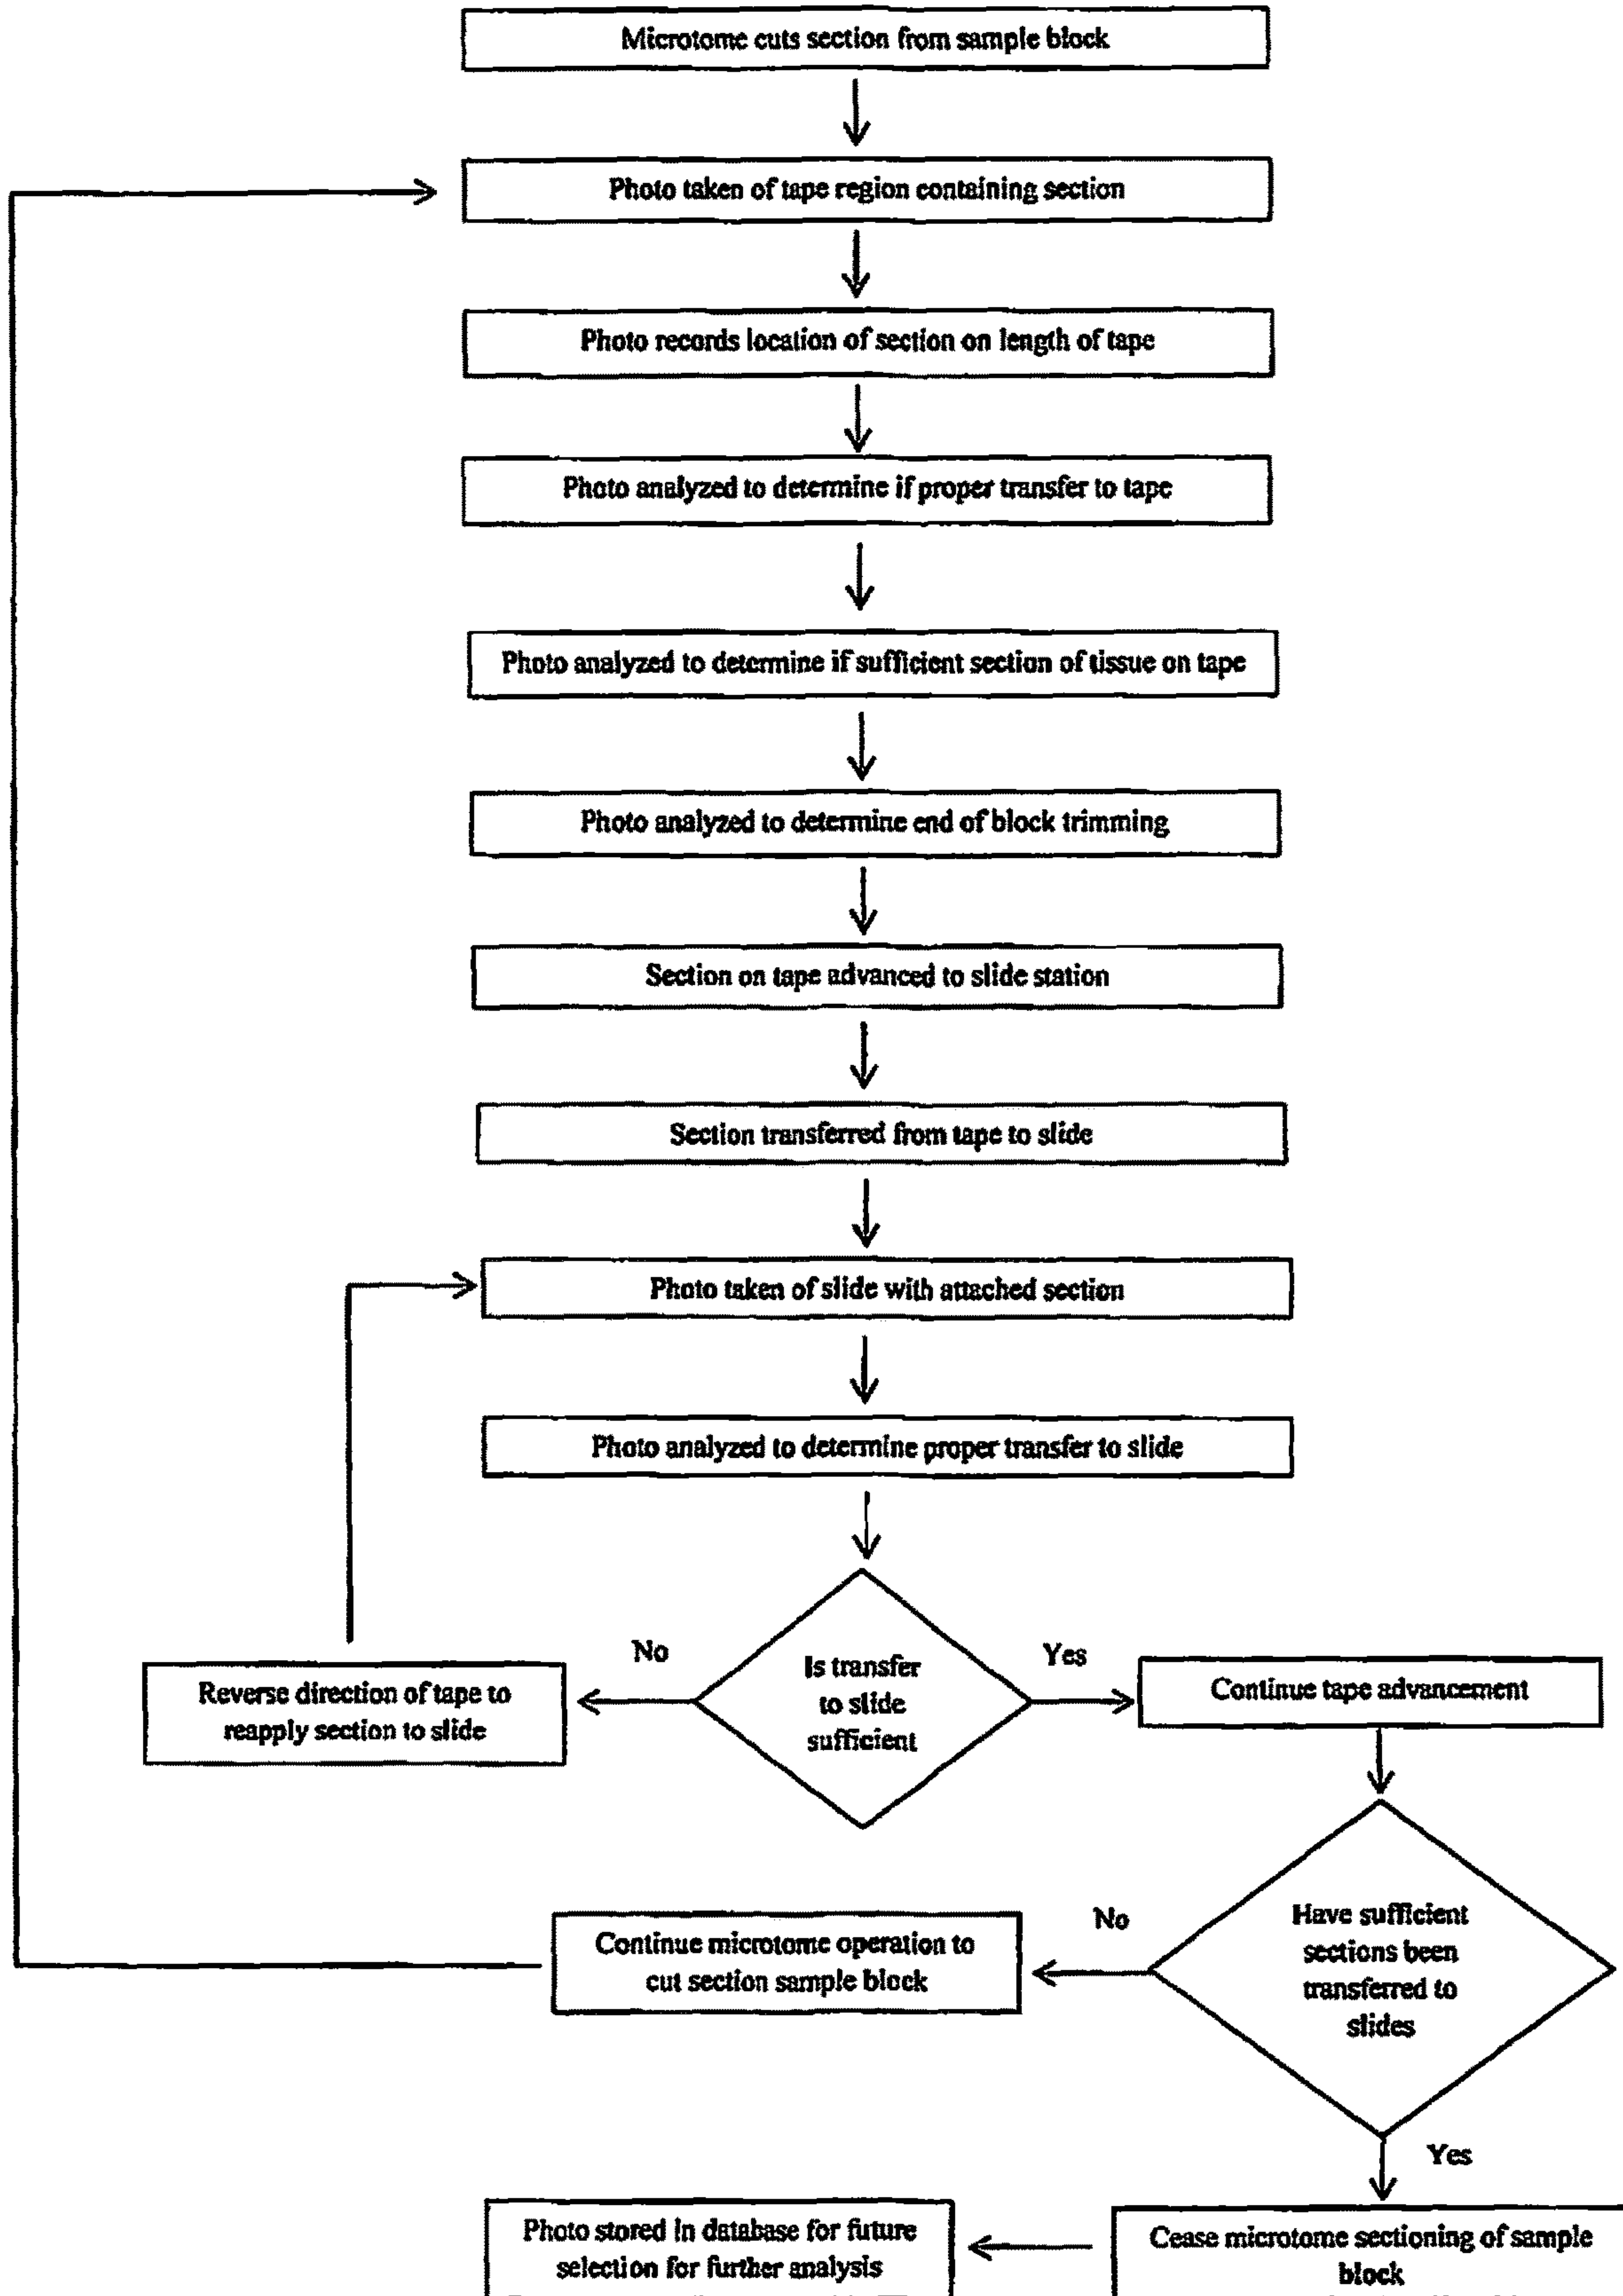 Microtome cuts section from sample block
Photo taken of tape region containing section
Photo records location of section on length of tape
Photo analyzed to determine if proper transfer to tape
Photo analyzed to determine if sufficient section of tissue on tape
Photo analyzed to determine end of block trimming
Section on tape advanced to slide station
Section transferred from tape to slide
Photo taken of slide with attached section
Photo analyzed to determine proper transfer to slide
No
Is transfer
to slide
sufficient
Yes
Reverse direction of tape to
reapply section to slide
Continue tape advancement
No
Have sufficient
sections been
transferred to
slides
Continue microtome operation to
cut section sample block
Yes
Photo stored in database for future
selection for further analysis
Cease microtome sectioning of sample
block